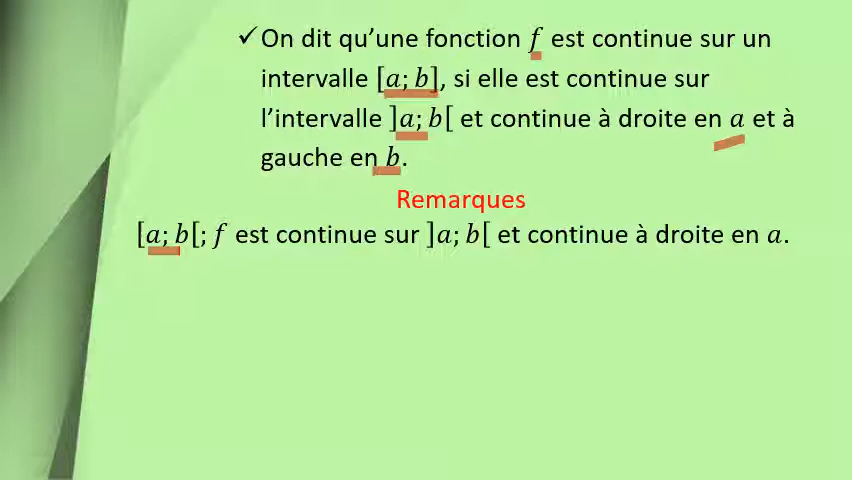 ✓ On dit qu’une fonction f est continue sur un
intervalle [a; b], si elle est continue sur
l’intervalle ]a; b[ et continue à droite en a et à
gauche en b.
Remarques
[a; b[; f est continue sur ]a; b[ et continue à droite en a.